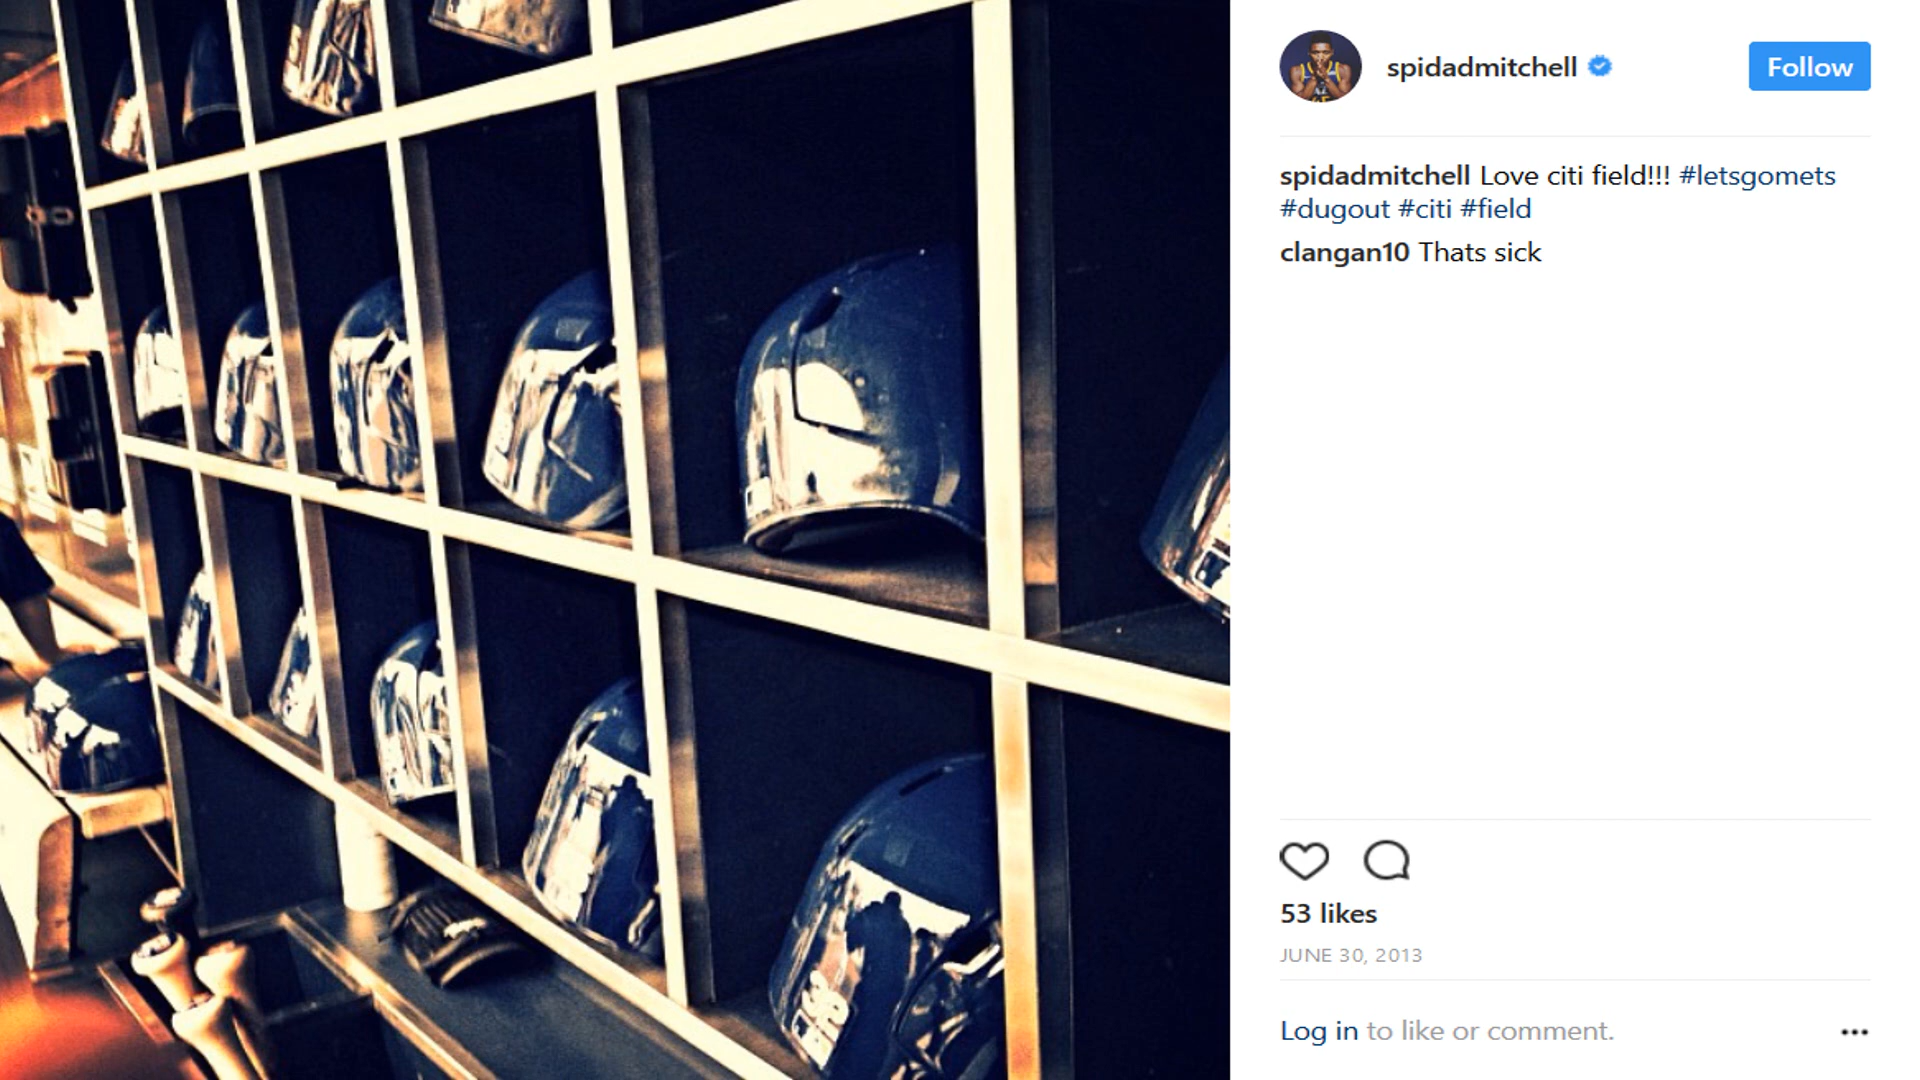 spidadmitchell
Follow
spidadmitchell Love citi field!!! #letsgomets
#dugout #citi #field
clangan10 Thats sick
53 likes
JUNE 30, 2013
Log in to like or comment.